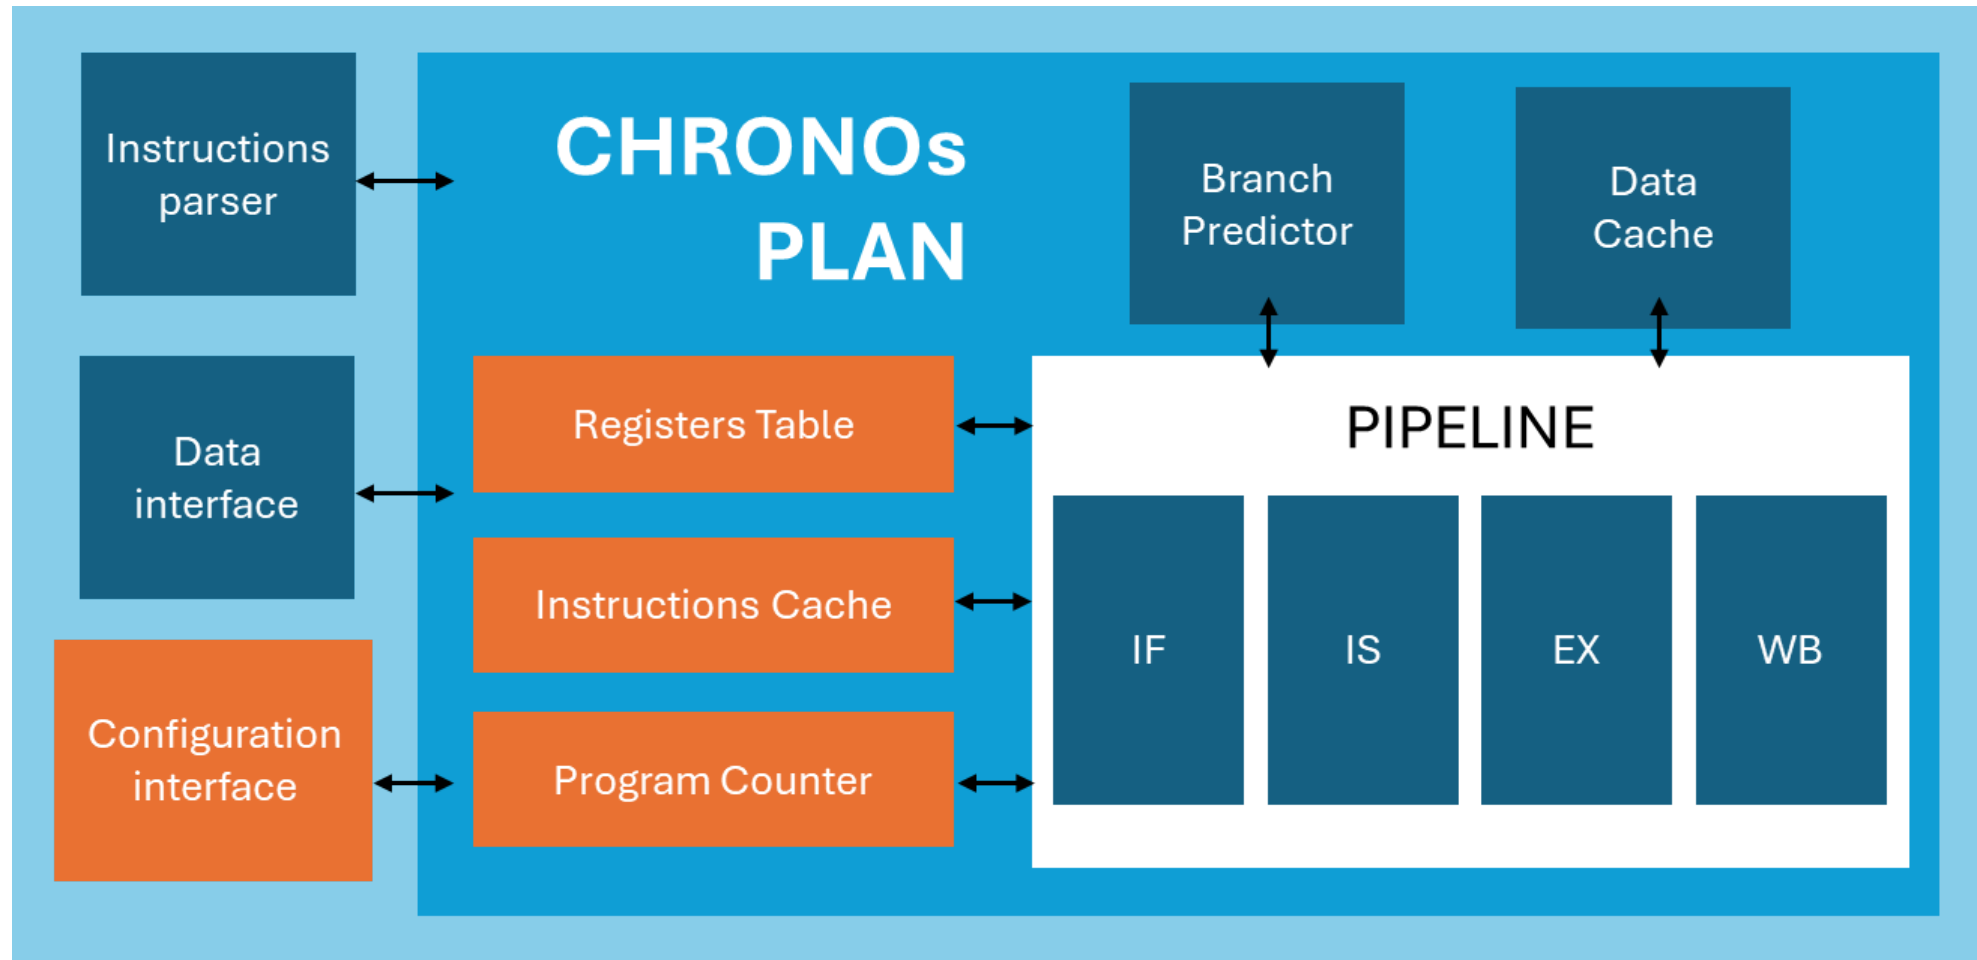 Instructions
parser
CHRONOs
PLAN
Branch
Predictor
Data
Cache
Data
interface
Registers Table
PIPELINE
Instructions Cache
IF
IS
EX
WB
Configuration
interface
Program Counter